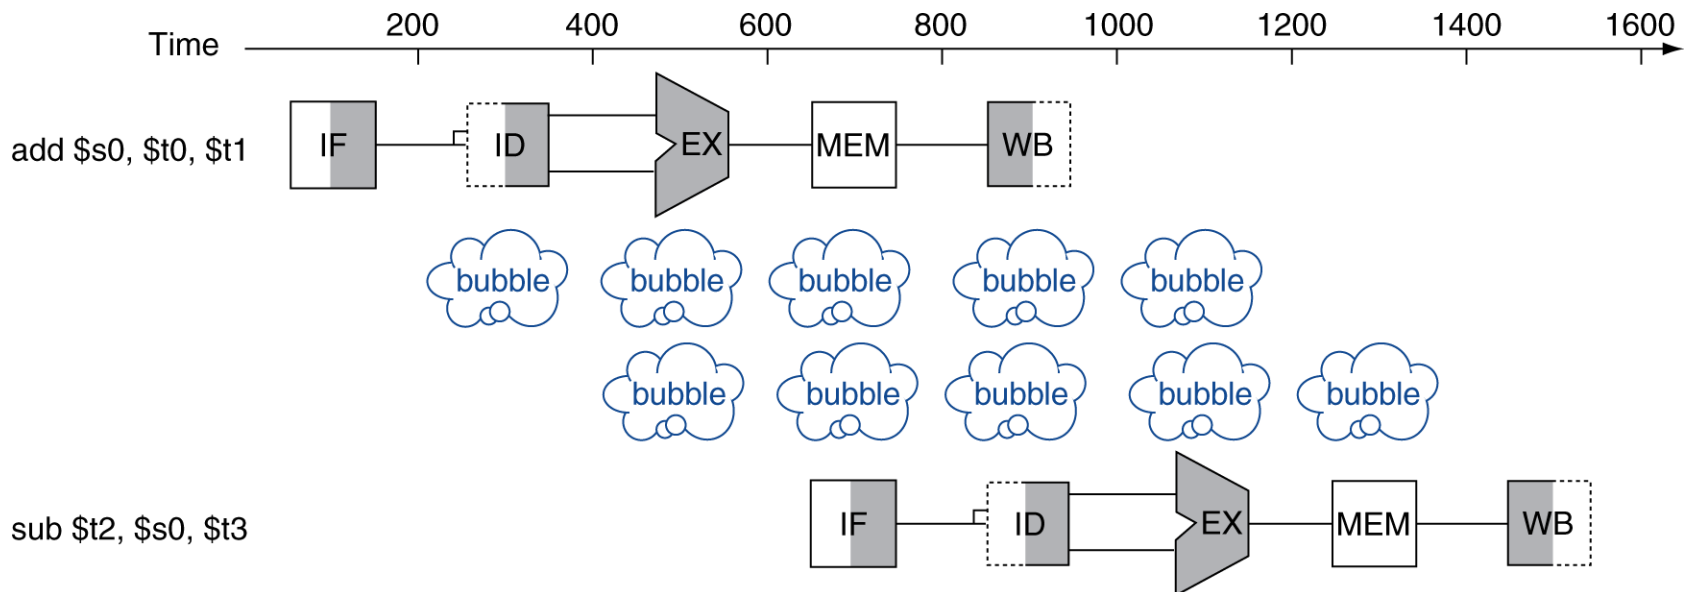 200 400 600 800 1000 1200 1400 1600
Time
add $s0, $t0, $t1 IF ID EX MEM WB
bubble bubble bubble bubble bubble
bubble bubble bubble bubble bubble
sub $t2, $s0, $t3 IF ID EX MEM WB